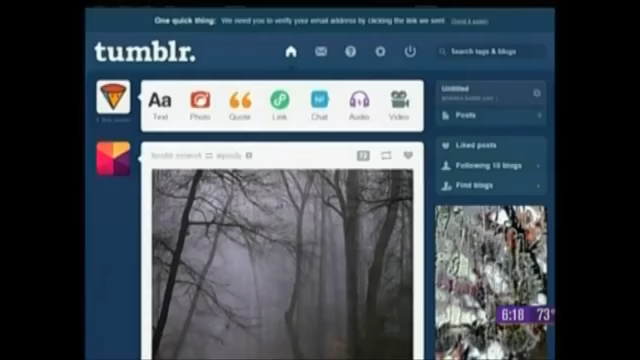 One quick thing: We need you to verify your email address by clicking the link we sent.
tumblr.
Search tags & blogs
Untitled
Aa
Text
Photo
Quote
Link
Chat
Audio
Video
Posts
Liked posts
Following 10 blogs
Find blogs
6:18 73°